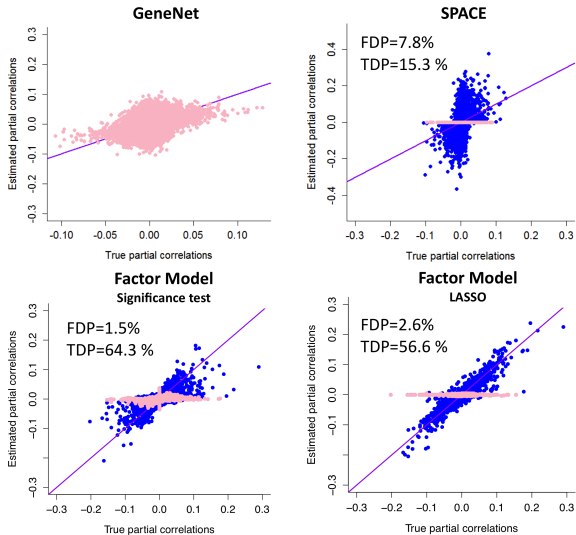 GeneNet
Estimated partial correlations
0.3
0.2
0.1
0.0
-0.1
-0.2
-0.3
-0.10
-0.05
0.00
0.05
0.10
True partial correlations
SPACE
FDP=7.8%
TDP=15.3 %
Estimated partial correlations
0.4
0.2
0.0
-0.2
-0.4
-0.3
-0.2
-0.1
0.0
0.1
0.2
0.3
True partial correlations
Factor Model
Significance test
FDP=1.5%
TDP=64.3 %
Estimated partial correlations
0.3
0.2
0.1
0.0
-0.1
-0.3
-0.3
-0.2
-0.1
0.0
0.1
0.2
0.3
True partial correlations
Factor Model
LASSO
FDP=2.6%
TDP=56.6 %
Estimated partial correlations
0.3
0.2
0.1
0.0
-0.1
-0.3
-0.3
-0.2
-0.1
0.0
0.1
0.2
0.3
True partial correlations